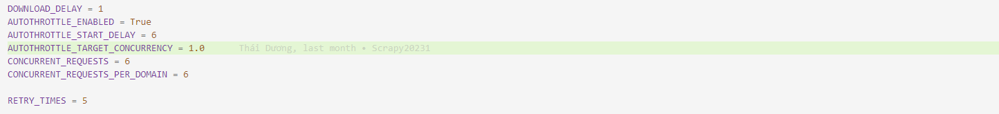 DOWNLOAD_DELAY = 1
AUTOTHROTTLE_ENABLED = True
AUTOTHROTTLE_START_DELAY = 6
AUTOTHROTTLE_TARGET_CONCURRENCY = 1.0 Thái Dương, last month • Scrapy20231
CONCURRENT_REQUESTS = 6
CONCURRENT_REQUESTS_PER_DOMAIN = 6
RETRY_TIMES = 5